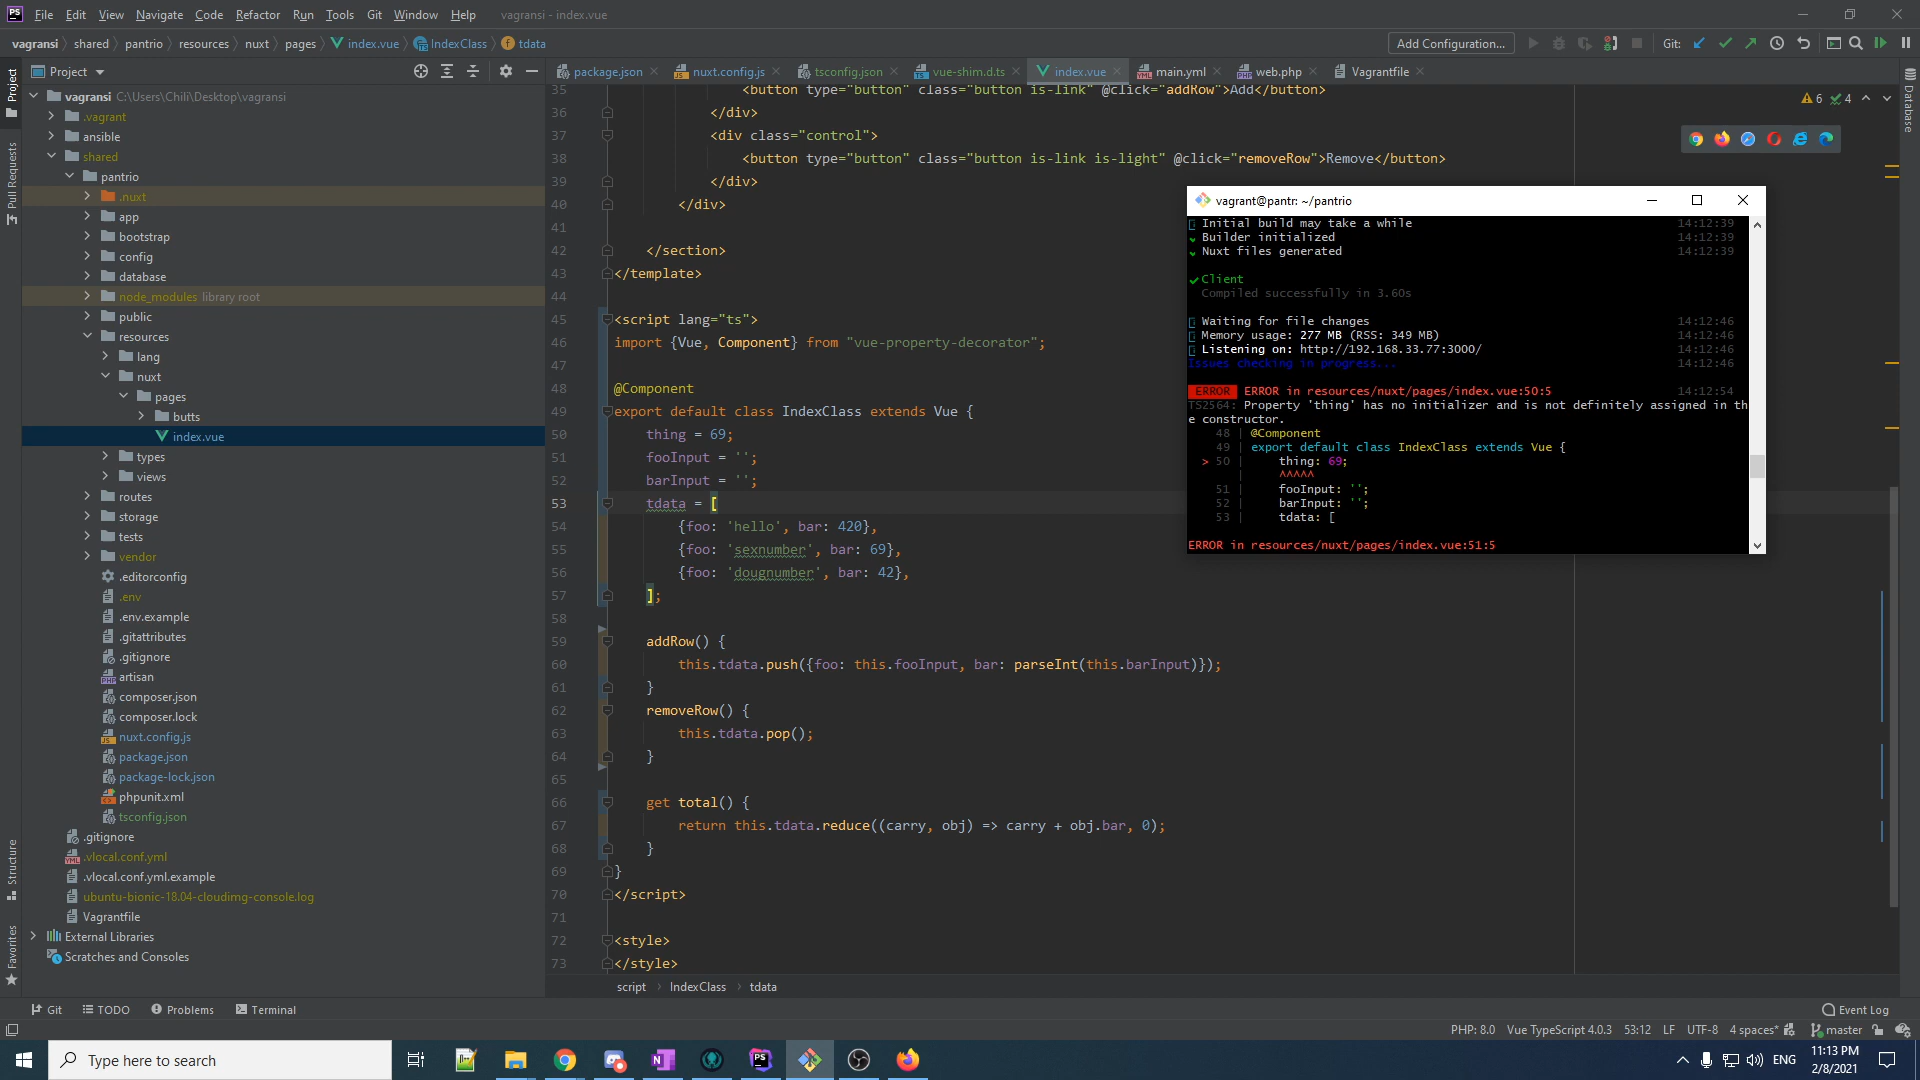 PS File Edit View Navigate Code Refactor Run Tools Git Window Help vagransi - index.vue
vagransi shared pantrio resources nuxt pages index.vue IndexClass tdata
Add Configuration... Git:
Project
package.json nuxt.config.js tsconfig.json vue-shim.d.ts index.vue main.yml web.php Vagrantfile
Project
Pull Requests
Structure
Favorites
Database
vagransi C:\Users\Chili\Desktop\vagransi
.vagrant
ansible
shared
pantrio
.nuxt
app
bootstrap
config
database
node_modules library root
public
resources
lang
nuxt
pages
butts
index.vue
types
views
routes
storage
tests
vendor
.editorconfig
.env
.env.example
.gitattributes
.gitignore
artisan
composer.json
composer.lock
nuxt.config.js
package.json
package-lock.json
phpunit.xml
tsconfig.json
.gitignore
.vlocal.conf.yml
.vlocal.conf.yml.example
ubuntu-bionic-18.04-cloudimg-console.log
Vagrantfile
External Libraries
Scratches and Consoles
6 4
35 <button type="button" class="button is-link" @click="addRow">Add</button>
36 </div>
37 <div class="control">
38 <button type="button" class="button is-link is-light" @click="removeRow">Remove</button>
39 </div>
40 </div>
41
42 </section>
43 </template>
44
45 <script lang="ts">
46 import {Vue, Component} from "vue-property-decorator";
47
48 @Component
49 export default class IndexClass extends Vue {
50 thing = 69;
51 fooInput = '';
52 barInput = '';
53 tdata = [
54 {foo: 'hello', bar: 420},
55 {foo: 'sexnumber', bar: 69},
56 {foo: 'dougnumber', bar: 42},
57 ];
58
59 addRow() {
60 this.tdata.push({foo: this.fooInput, bar: parseInt(this.barInput)});
61 }
62 removeRow() {
63 this.tdata.pop();
64 }
65
66 get total() {
67 return this.tdata.reduce((carry, obj) => carry + obj.bar, 0);
68 }
69 }
70 </script>
71
72 <style>
73 </style>
script IndexClass tdata
vagrant@pantr: ~/pantrio
Initial build may take a while 14:12:39
Builder initialized 14:12:39
Nuxt files generated 14:12:39
Client
Compiled successfully in 3.60s
Waiting for file changes 14:12:46
Memory usage: 277 MB (RSS: 349 MB) 14:12:46
Listening on: http://192.168.33.77:3000/ 14:12:46
Issues checking in progress... 14:12:46
ERROR ERROR in resources/nuxt/pages/index.vue:50:5 14:12:54
TS2564: Property 'thing' has no initializer and is not definitely assigned in th
e constructor.
48 | @Component
49 | export default class IndexClass extends Vue {
> 50 | thing: 69;
| ^^^^^
51 | fooInput: '';
52 | barInput: '';
53 | tdata: [
ERROR in resources/nuxt/pages/index.vue:51:5
Git TODO Problems Terminal Event Log
PHP: 8.0 Vue TypeScript 4.0.3 53:12 LF UTF-8 4 spaces* master
Type here to search
ENG
11:13 PM
2/8/2021